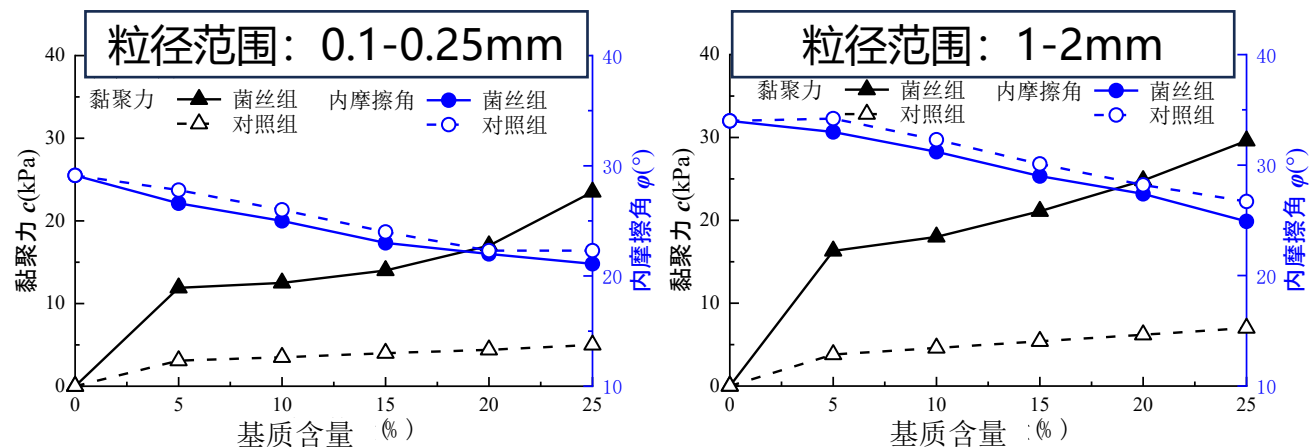 粒径范围：0.1-0.25mm
黏聚力 菌丝组 内摩擦角 菌丝组
对照组 对照组
40
30
20
10
0
黏聚力 c(kPa)
40
30
20
10
内摩擦角 φ(°)
0 5 10 15 20 25
基质含量 (%)
粒径范围：1-2mm
黏聚力 菌丝组 内摩擦角 菌丝组
对照组 对照组
40
30
20
10
0
黏聚力 c(kPa)
40
30
20
10
内摩擦角 φ(°)
0 5 10 15 20 25
基质含量 (%)